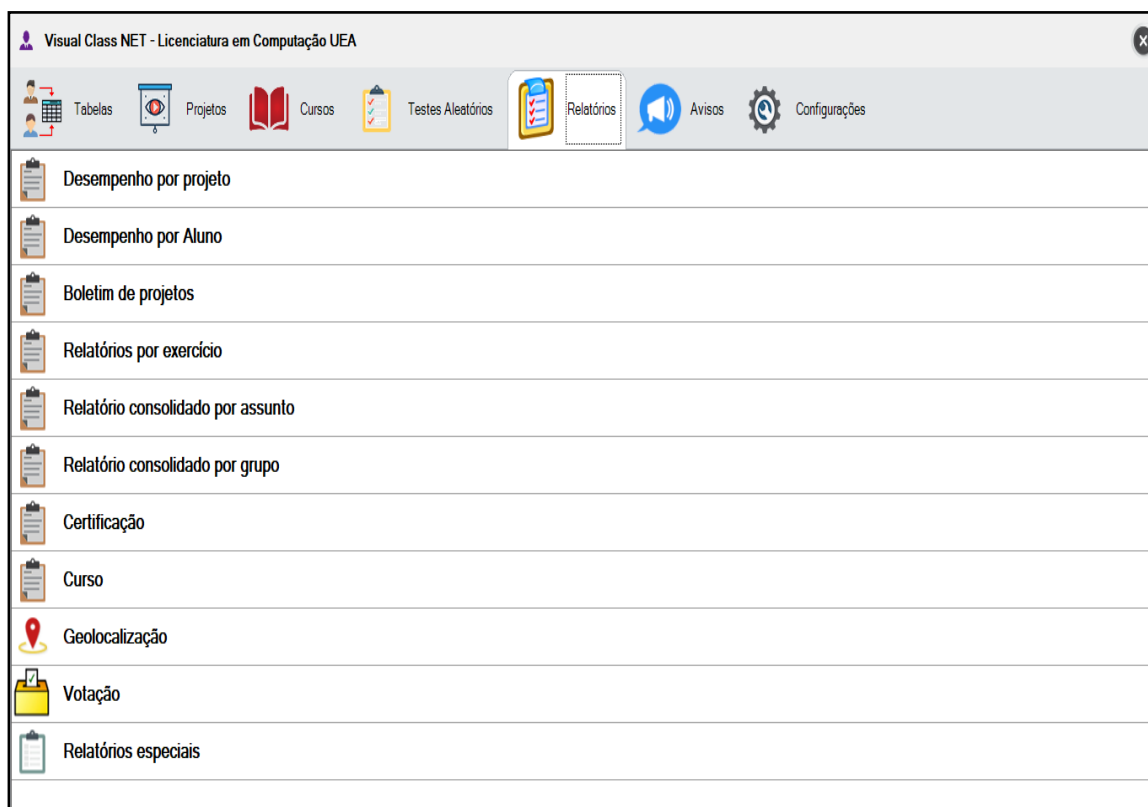 Visual Class NET - Licenciatura em Computação UEA
Tabelas Projetos Cursos Testes Aleatórios Relatórios Avisos Configurações
Desempenho por projeto
Desempenho por Aluno
Boletim de projetos
Relatórios por exercício
Relatório consolidado por assunto
Relatório consolidado por grupo
Certificação
Curso
Geolocalização
Votação
Relatórios especiais